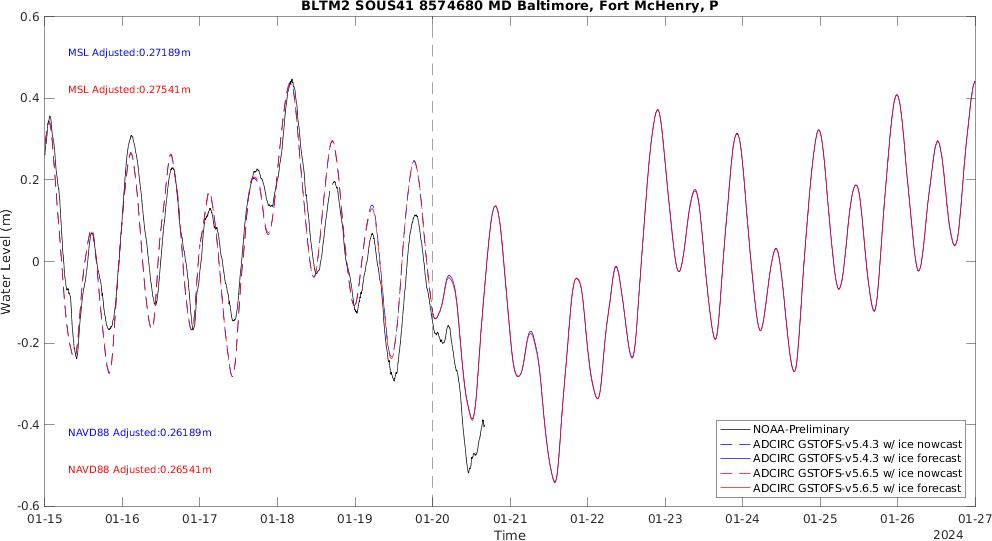 BLTM2 SOUS41 8574680 MD Baltimore, Fort McHenry, P
0.6
0.4
0.2
0
-0.2
-0.4
-0.6
Water Level (m)
MSL Adjusted:0.27189m
MSL Adjusted:0.27541m
NAVD88 Adjusted:0.26189m
NAVD88 Adjusted:0.26541m
NOAA-Preliminary
ADCIRC GSTOFS-v5.4.3 w/ ice nowcast
ADCIRC GSTOFS-v5.4.3 w/ ice forecast
ADCIRC GSTOFS-v5.6.5 w/ ice nowcast
ADCIRC GSTOFS-v5.6.5 w/ ice forecast
01-15 01-16 01-17 01-18 01-19 01-20 01-21 01-22 01-23 01-24 01-25 01-26 01-27
Time
2024